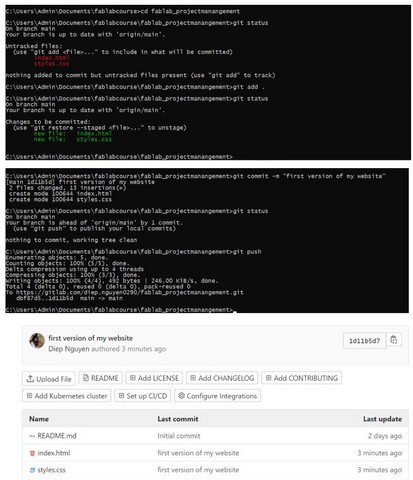 C:\Users\Admin\Documents\fablabcourse>cd fablab_projectmanangement
C:\Users\Admin\Documents\fablabcourse\fablab_projectmanangement>git status
On branch main
Your branch is up to date with 'origin/main'.
Untracked files:
(use "git add <file>..." to include in what will be committed)
index.html
styles.css
nothing added to commit but untracked files present (use "git add" to track)
C:\Users\Admin\Documents\fablabcourse\fablab_projectmanangement>git add .
C:\Users\Admin\Documents\fablabcourse\fablab_projectmanangement>git status
On branch main
Your branch is up to date with 'origin/main'.
Changes to be committed:
(use "git restore --staged <file>..." to unstage)
new file:   index.html
new file:   styles.css
C:\Users\Admin\Documents\fablabcourse\fablab_projectmanangement>
C:\Users\Admin\Documents\fablabcourse\fablab_projectmanangement>git commit -m "first version of my website"
[main 1d11b5d] first version of my website
2 files changed, 13 insertions(+)
create mode 100644 index.html
create mode 100644 styles.css
C:\Users\Admin\Documents\fablabcourse\fablab_projectmanangement>git status
On branch main
Your branch is ahead of 'origin/main' by 1 commit.
(use "git push" to publish your local commits)
nothing to commit, working tree clean
C:\Users\Admin\Documents\fablabcourse\fablab_projectmanangement>git push
Enumerating objects: 5, done.
Counting objects: 100% (5/5), done.
Delta compression using up to 4 threads
Compressing objects: 100% (3/3), done.
Writing objects: 100% (4/4), 492 bytes | 246.00 KiB/s, done.
Total 4 (delta 0), reused 0 (delta 0), pack-reused 0
To https://gitlab.com/diep.nguyen0290/fablab_projectmanangement.git
dbf87d5..1d11b5d  main -> main
C:\Users\Admin\Documents\fablabcourse\fablab_projectmanangement>
first version of my website
Diep Nguyen authored 3 minutes ago
1d11b5d7
Upload File README Add LICENSE Add CHANGELOG Add CONTRIBUTING
Add Kubernetes cluster Set up CI/CD Configure Integrations
Name Last commit Last update
README.md Initial commit 2 days ago
index.html first version of my website 3 minutes ago
styles.css first version of my website 3 minutes ago